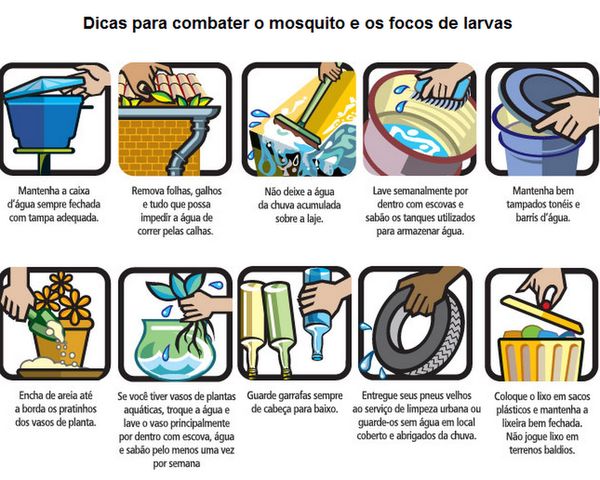 Dicas para combater o mosquito e os focos de larvas
Mantenha a caixa
d'água sempre fechada
com tampa adequada.
Remova folhas, galhos
e tudo que possa
impedir a água de
correr pelas calhas.
Não deixe a água
da chuva acumulada
sobre a laje.
Lave semanalmente por
dentro com escovas e
sabão os tanques utilizados
para armazenar água.
Mantenha bem
tampados tonéis e
barris d'água.
Encha de areia até
a borda os pratinhos
dos vasos de planta.
Se você tiver vasos de plantas
aquáticas, troque a água e
lave o vaso principalmente
por dentro com escova, água
e sabão pelo menos uma vez
por semana
Guarde garrafas sempre
de cabeça para baixo.
Entregue seus pneus velhos
ao serviço de limpeza urbana ou
guarde-os sem água em local
coberto e abrigados da chuva.
Coloque o lixo em sacos
plásticos e mantenha a
lixeira bem fechada.
Não jogue lixo em
terrenos baldios.